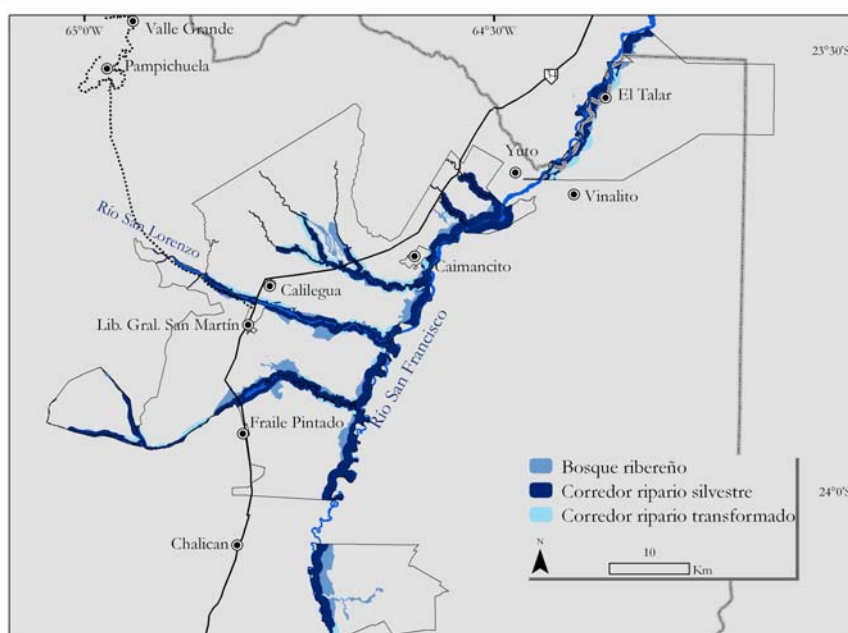 65°0'W
64°30'W
Valle Grande
23°30'S
Pampichuela
34
El Talar
Yuto
Vinalito
Río San Lorenzo
Caimancito
Calilegua
Lib. Gral. San Martín
Río San Francisco
Fraile Pintado
Bosque ribereño
Corredor ripario silvestre
24°0'S
Corredor ripario transformado
Chalican
N
10
Km